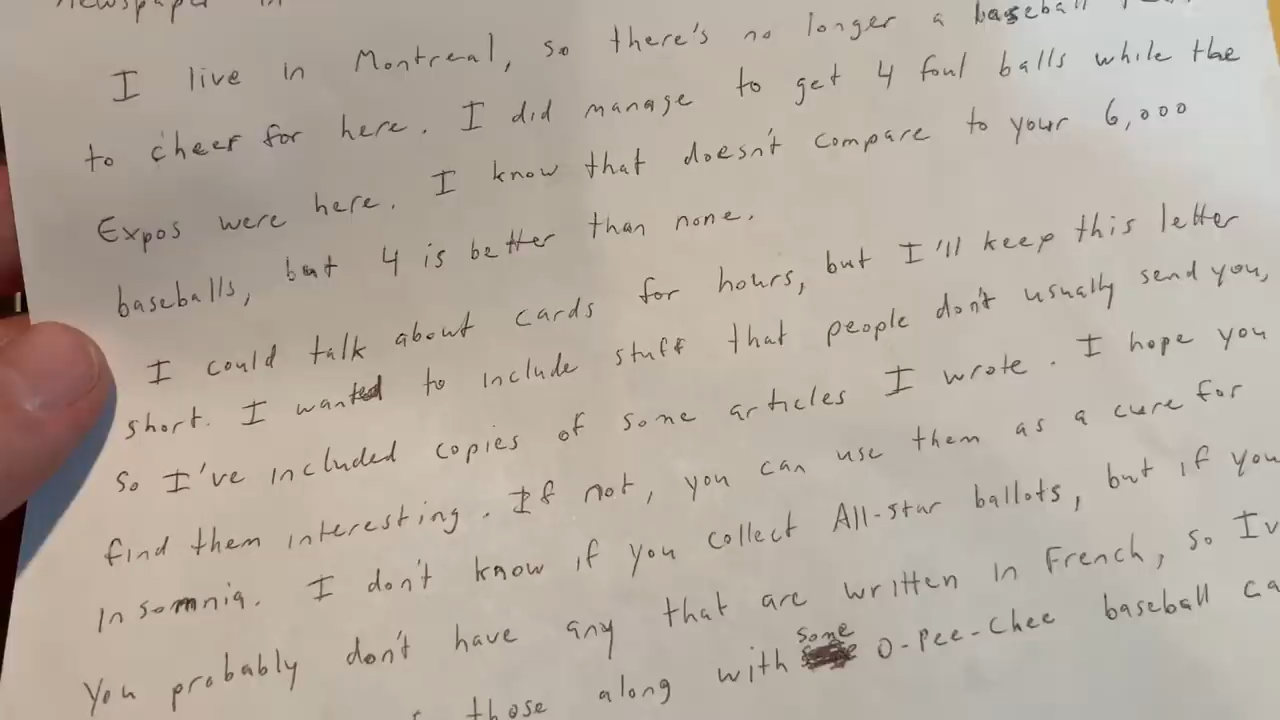 newspaper in
I live in Montreal, so there's no longer a baseball
to cheer for here. I did manage to get 4 foul balls while the
Expos were here. I know that doesn't compare to your 6,000
baseballs, but 4 is better than none.
I could talk about cards for hours, but I'll keep this letter
short. I wanted to include stuff that people don't usually send you,
so I've included copies of some articles I wrote. I hope you
find them interesting. If not, you can use them as a cure for
insomnia. I don't know if you collect All-Star ballots, but if you
You probably don't have any that are written in French, so I'v
those along with some O-Pee-Chee baseball ca